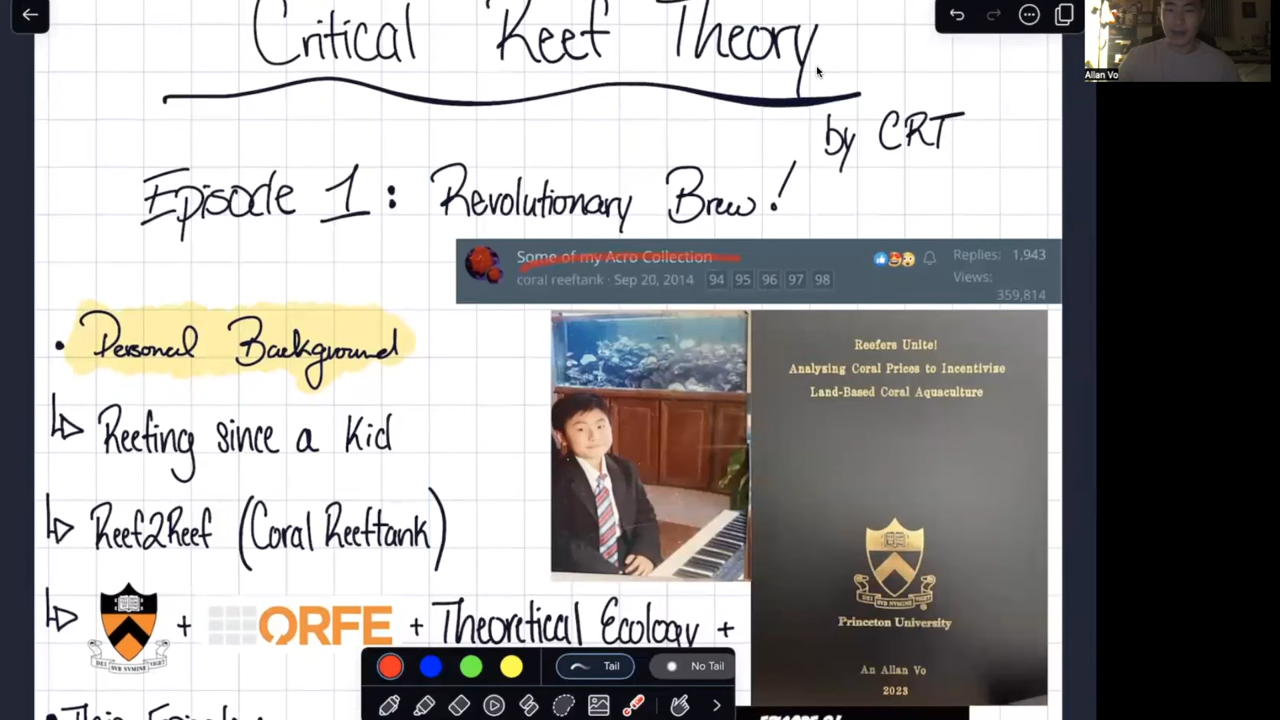 Critical Reef Theory
Allan Vo
by CRT
Episode 1: Revolutionary Brew!
Some of my Acro Collection
coral reeftank · Sep 20, 2014 94 95 96 97 98
Replies: 1,943
Views:
359,814
• Personal Background
Reefers Unite!
Analysing Coral Prices to Incentivize
Land-Based Coral Aquaculture
Reefing since a Kid
Reef2Reef (Coral Reeftank)
Princeton University
+ ORFE + Theoretical Ecology +
An Allan Vo
2023
Tail
No Tail